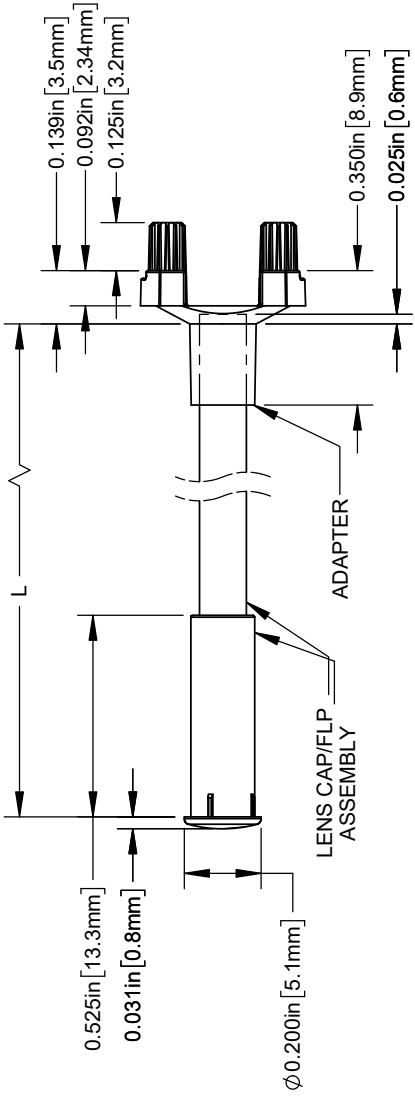 0.139in [3.5mm]
0.092in [2.34mm]
0.125in [3.2mm]
L
0.350in [8.9mm]
0.025in [0.6mm]
ADAPTER
LENS CAP/FLP
ASSEMBLY
0.525in [13.3mm]
0.031in [0.8mm]
∅0.200in [5.1mm]